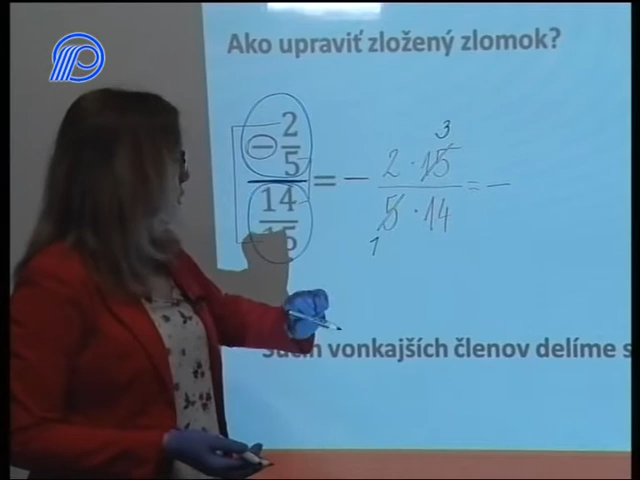 Ako upraviť zložený zlomok?
3
− 2/5 / 14/15 = − 2 · 15 / 5 · 14 = −
1
vonkajších členov delíme s